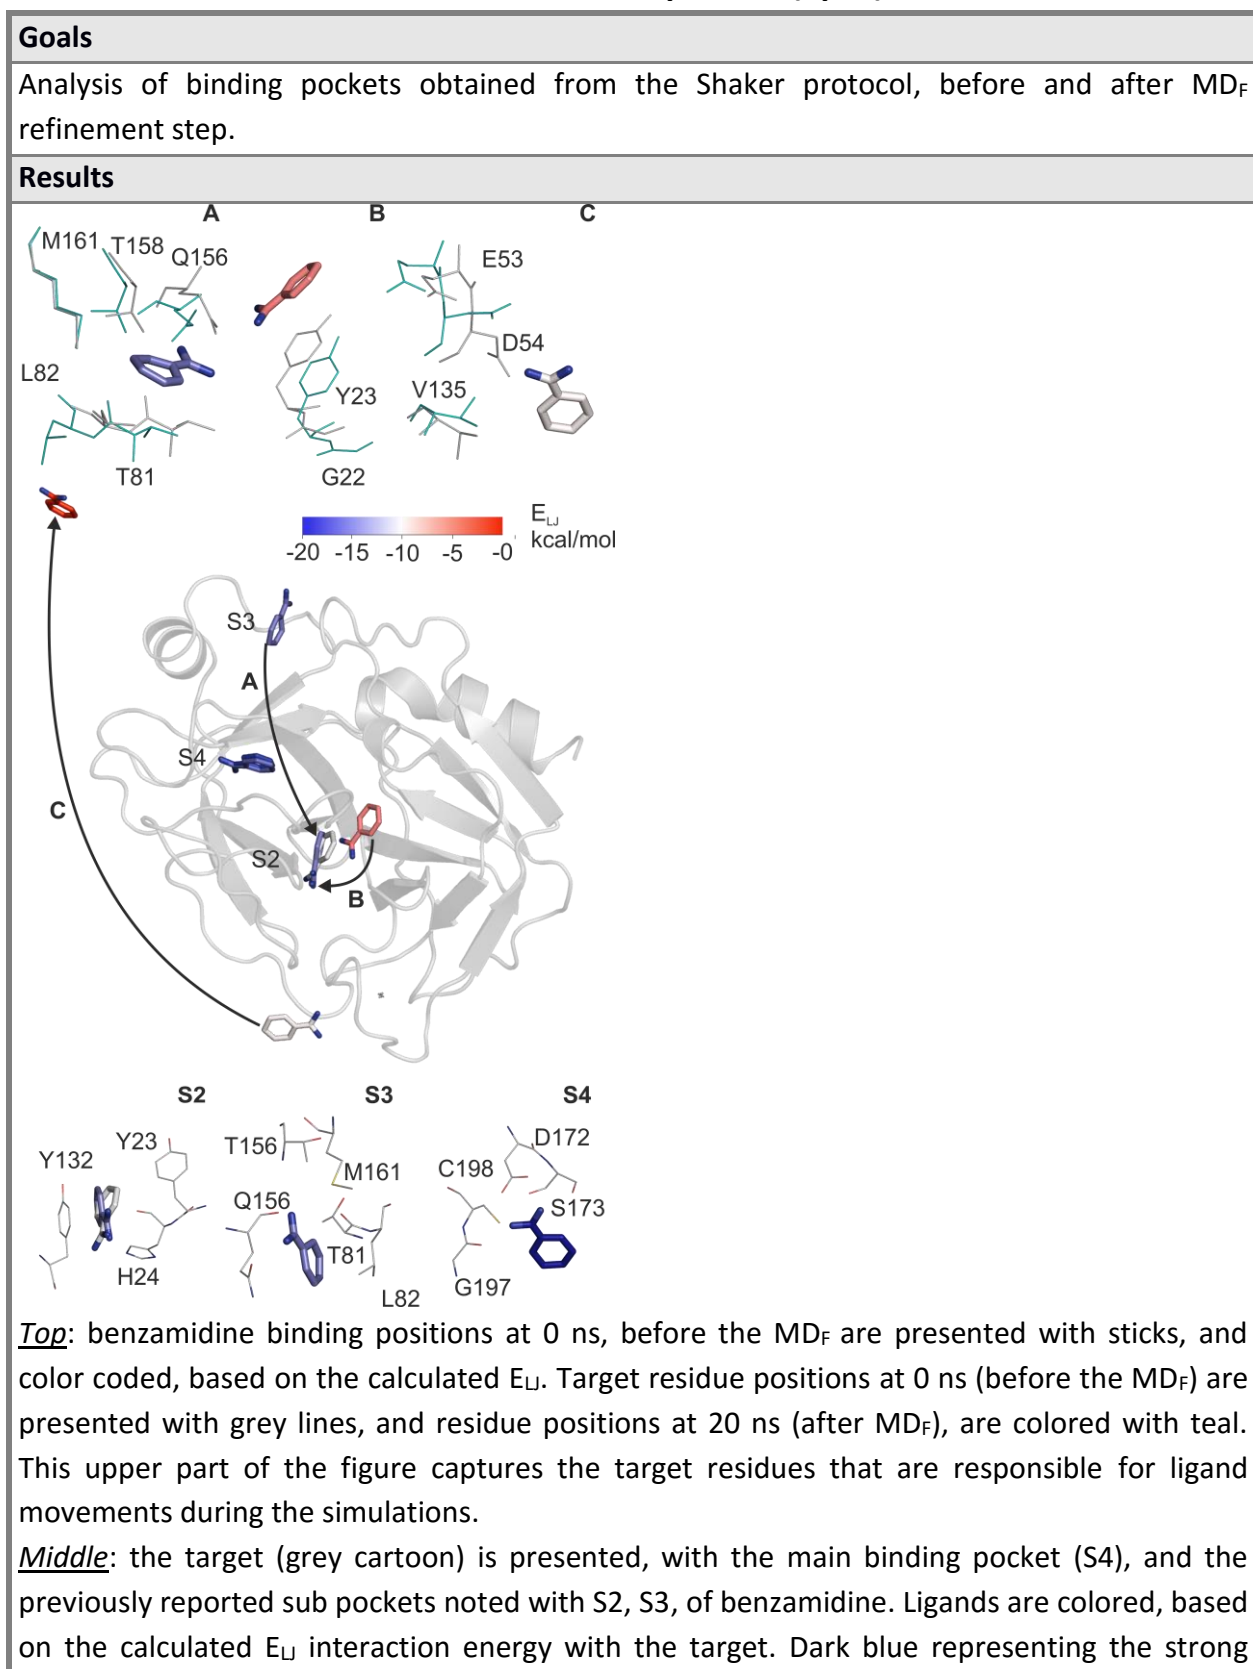 Goals
Analysis of binding pockets obtained from the Shaker protocol, before and after MDF
refinement step.
Results
A B C
M161 T158 Q156 E53
D54
L82 Y23 V135
T81 G22
ELJ
kcal/mol
-20 -15 -10 -5 -0
S3
A
S4
C
S2
B
S2 S3 S4
Y132 Y23 T156 M161 C198 D172
Q156 S173
H24 T81 G197
L82
Top: benzamidine binding positions at 0 ns, before the MDF are presented with sticks, and
color coded, based on the calculated ELJ. Target residue positions at 0 ns (before the MDF) are
presented with grey lines, and residue positions at 20 ns (after MDF), are colored with teal.
This upper part of the figure captures the target residues that are responsible for ligand
movements during the simulations.
Middle: the target (grey cartoon) is presented, with the main binding pocket (S4), and the
previously reported sub pockets noted with S2, S3, of benzamidine. Ligands are colored, based
on the calculated ELJ interaction energy with the target. Dark blue representing the strong